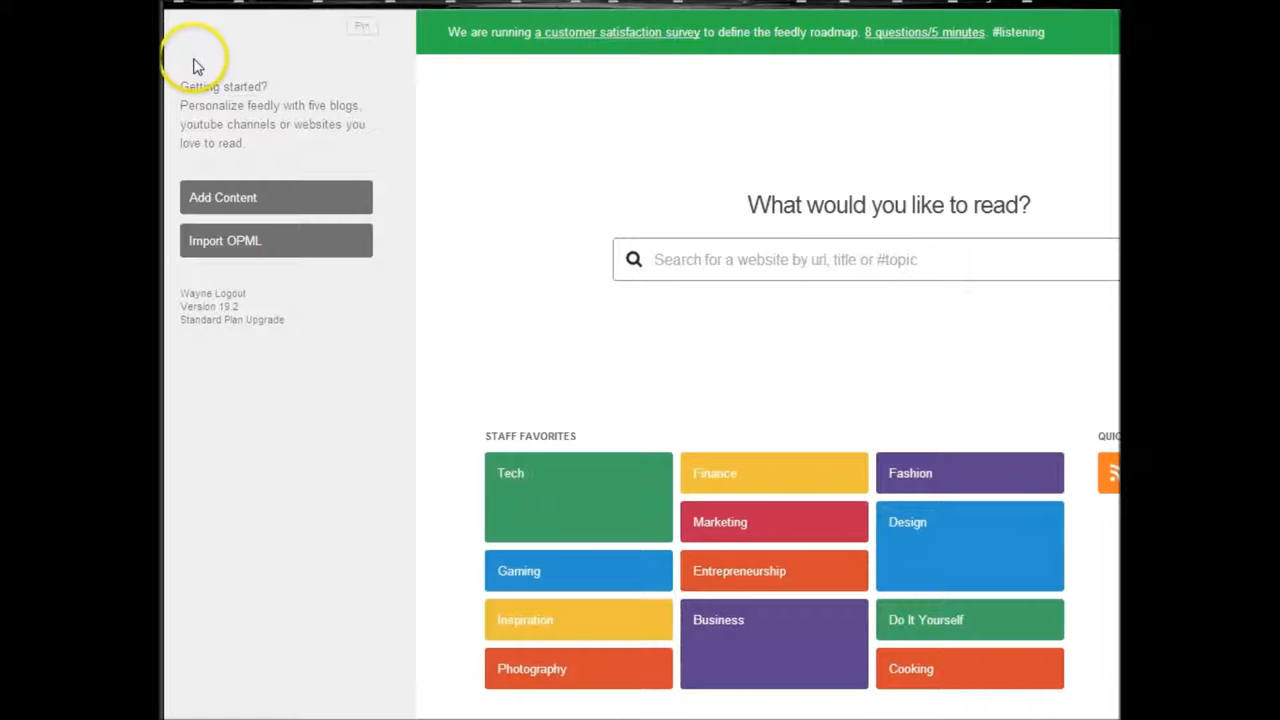 Pin
We are running a customer satisfaction survey to define the feedly roadmap. 8 questions/5 minutes. #listening
Getting started?
Personalize feedly with five blogs,
youtube channels or websites you
love to read.
Add Content
Import OPML
Wayne Logout
Version 19.2
Standard Plan Upgrade
What would you like to read?
Search for a website by url, title or #topic
STAFF FAVORITES
Tech
Finance
Fashion
Marketing
Design
Gaming
Entrepreneurship
Inspiration
Business
Do It Yourself
Photography
Cooking